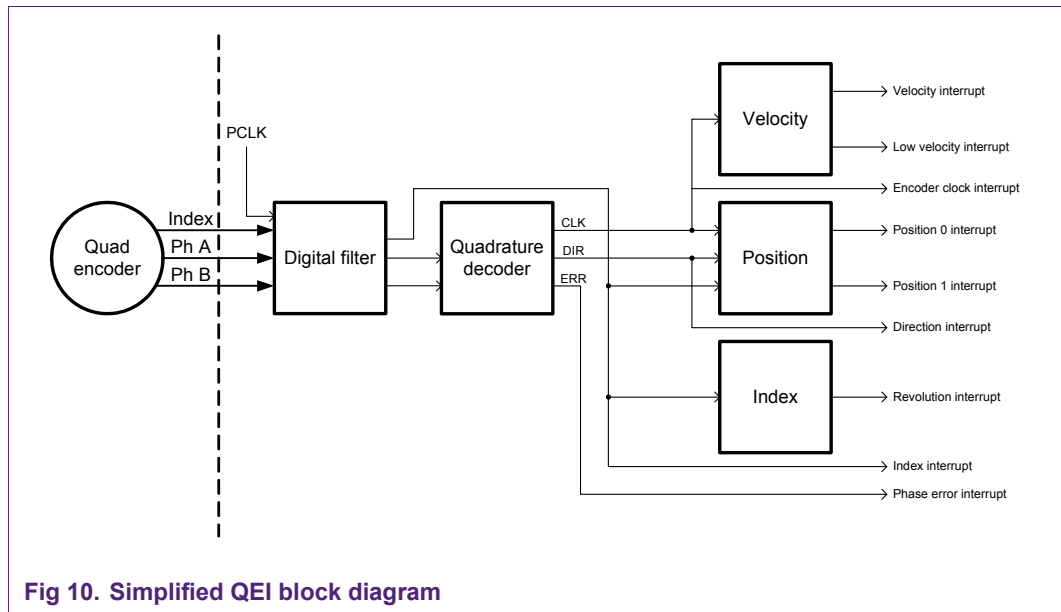 PCLK
Index
Ph A
Ph B
Quad
encoder
Digital filter
Quadrature
decoder
CLK
DIR
ERR
Velocity
Position
Index
Velocity interrupt
Low velocity interrupt
Encoder clock interrupt
Position 0 interrupt
Position 1 interrupt
Direction interrupt
Revolution interrupt
Index interrupt
Phase error interrupt
Fig 10. Simplified QEI block diagram